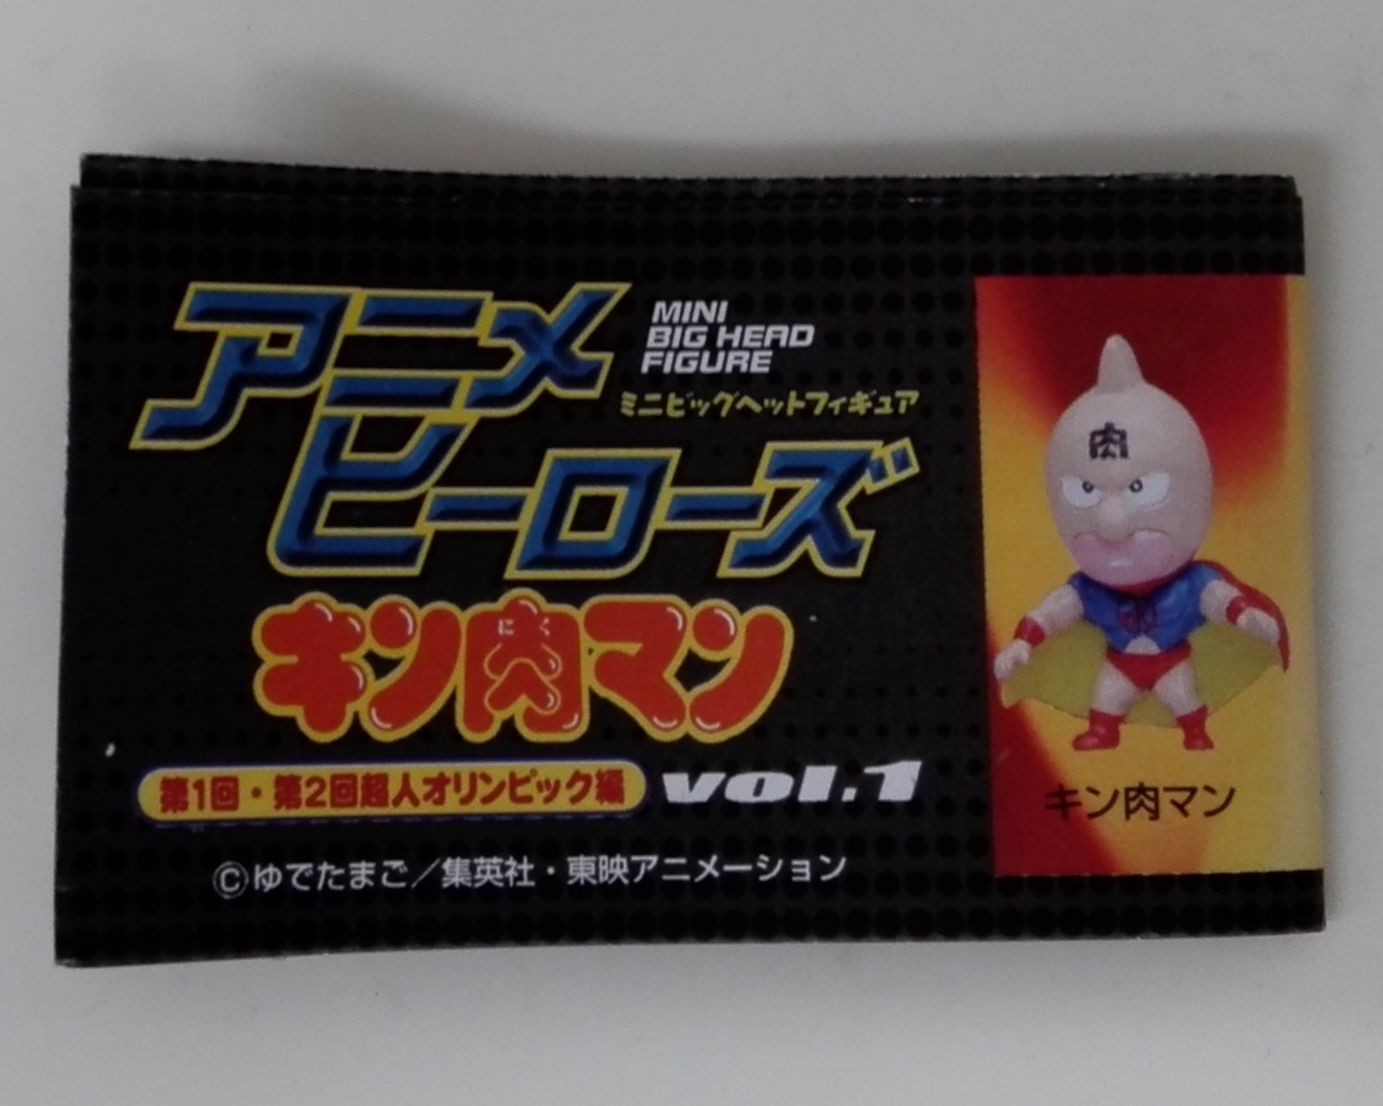 アニメ
ヒーローズ
MINI
BIG HEAD
FIGURE
ミニビッグヘットフィギュア
にく
キン肉マン
第1回・第2回超人オリンピック編
vol.1
©ゆでたまご／集英社・東映アニメーション
肉
キン肉マン